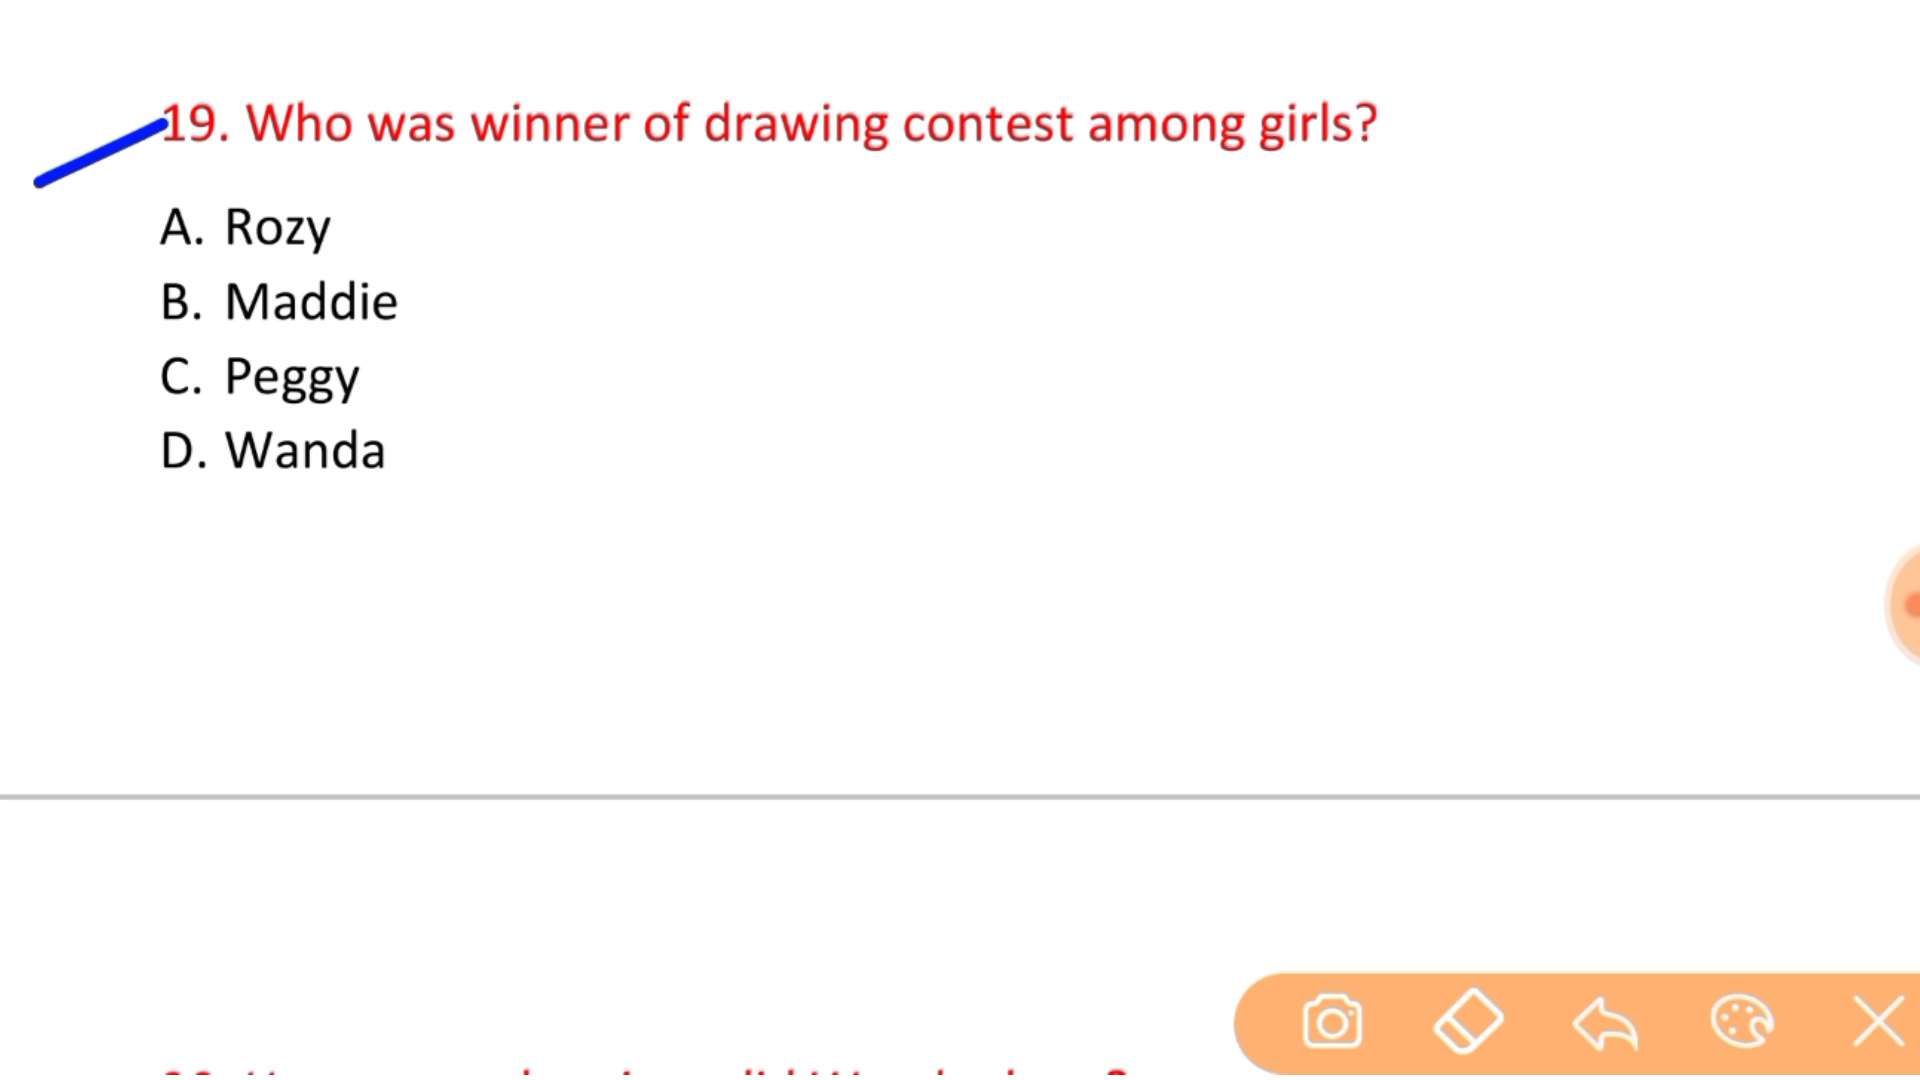 19. Who was winner of drawing contest among girls?
A. Rozy
B. Maddie
C. Peggy
D. Wanda